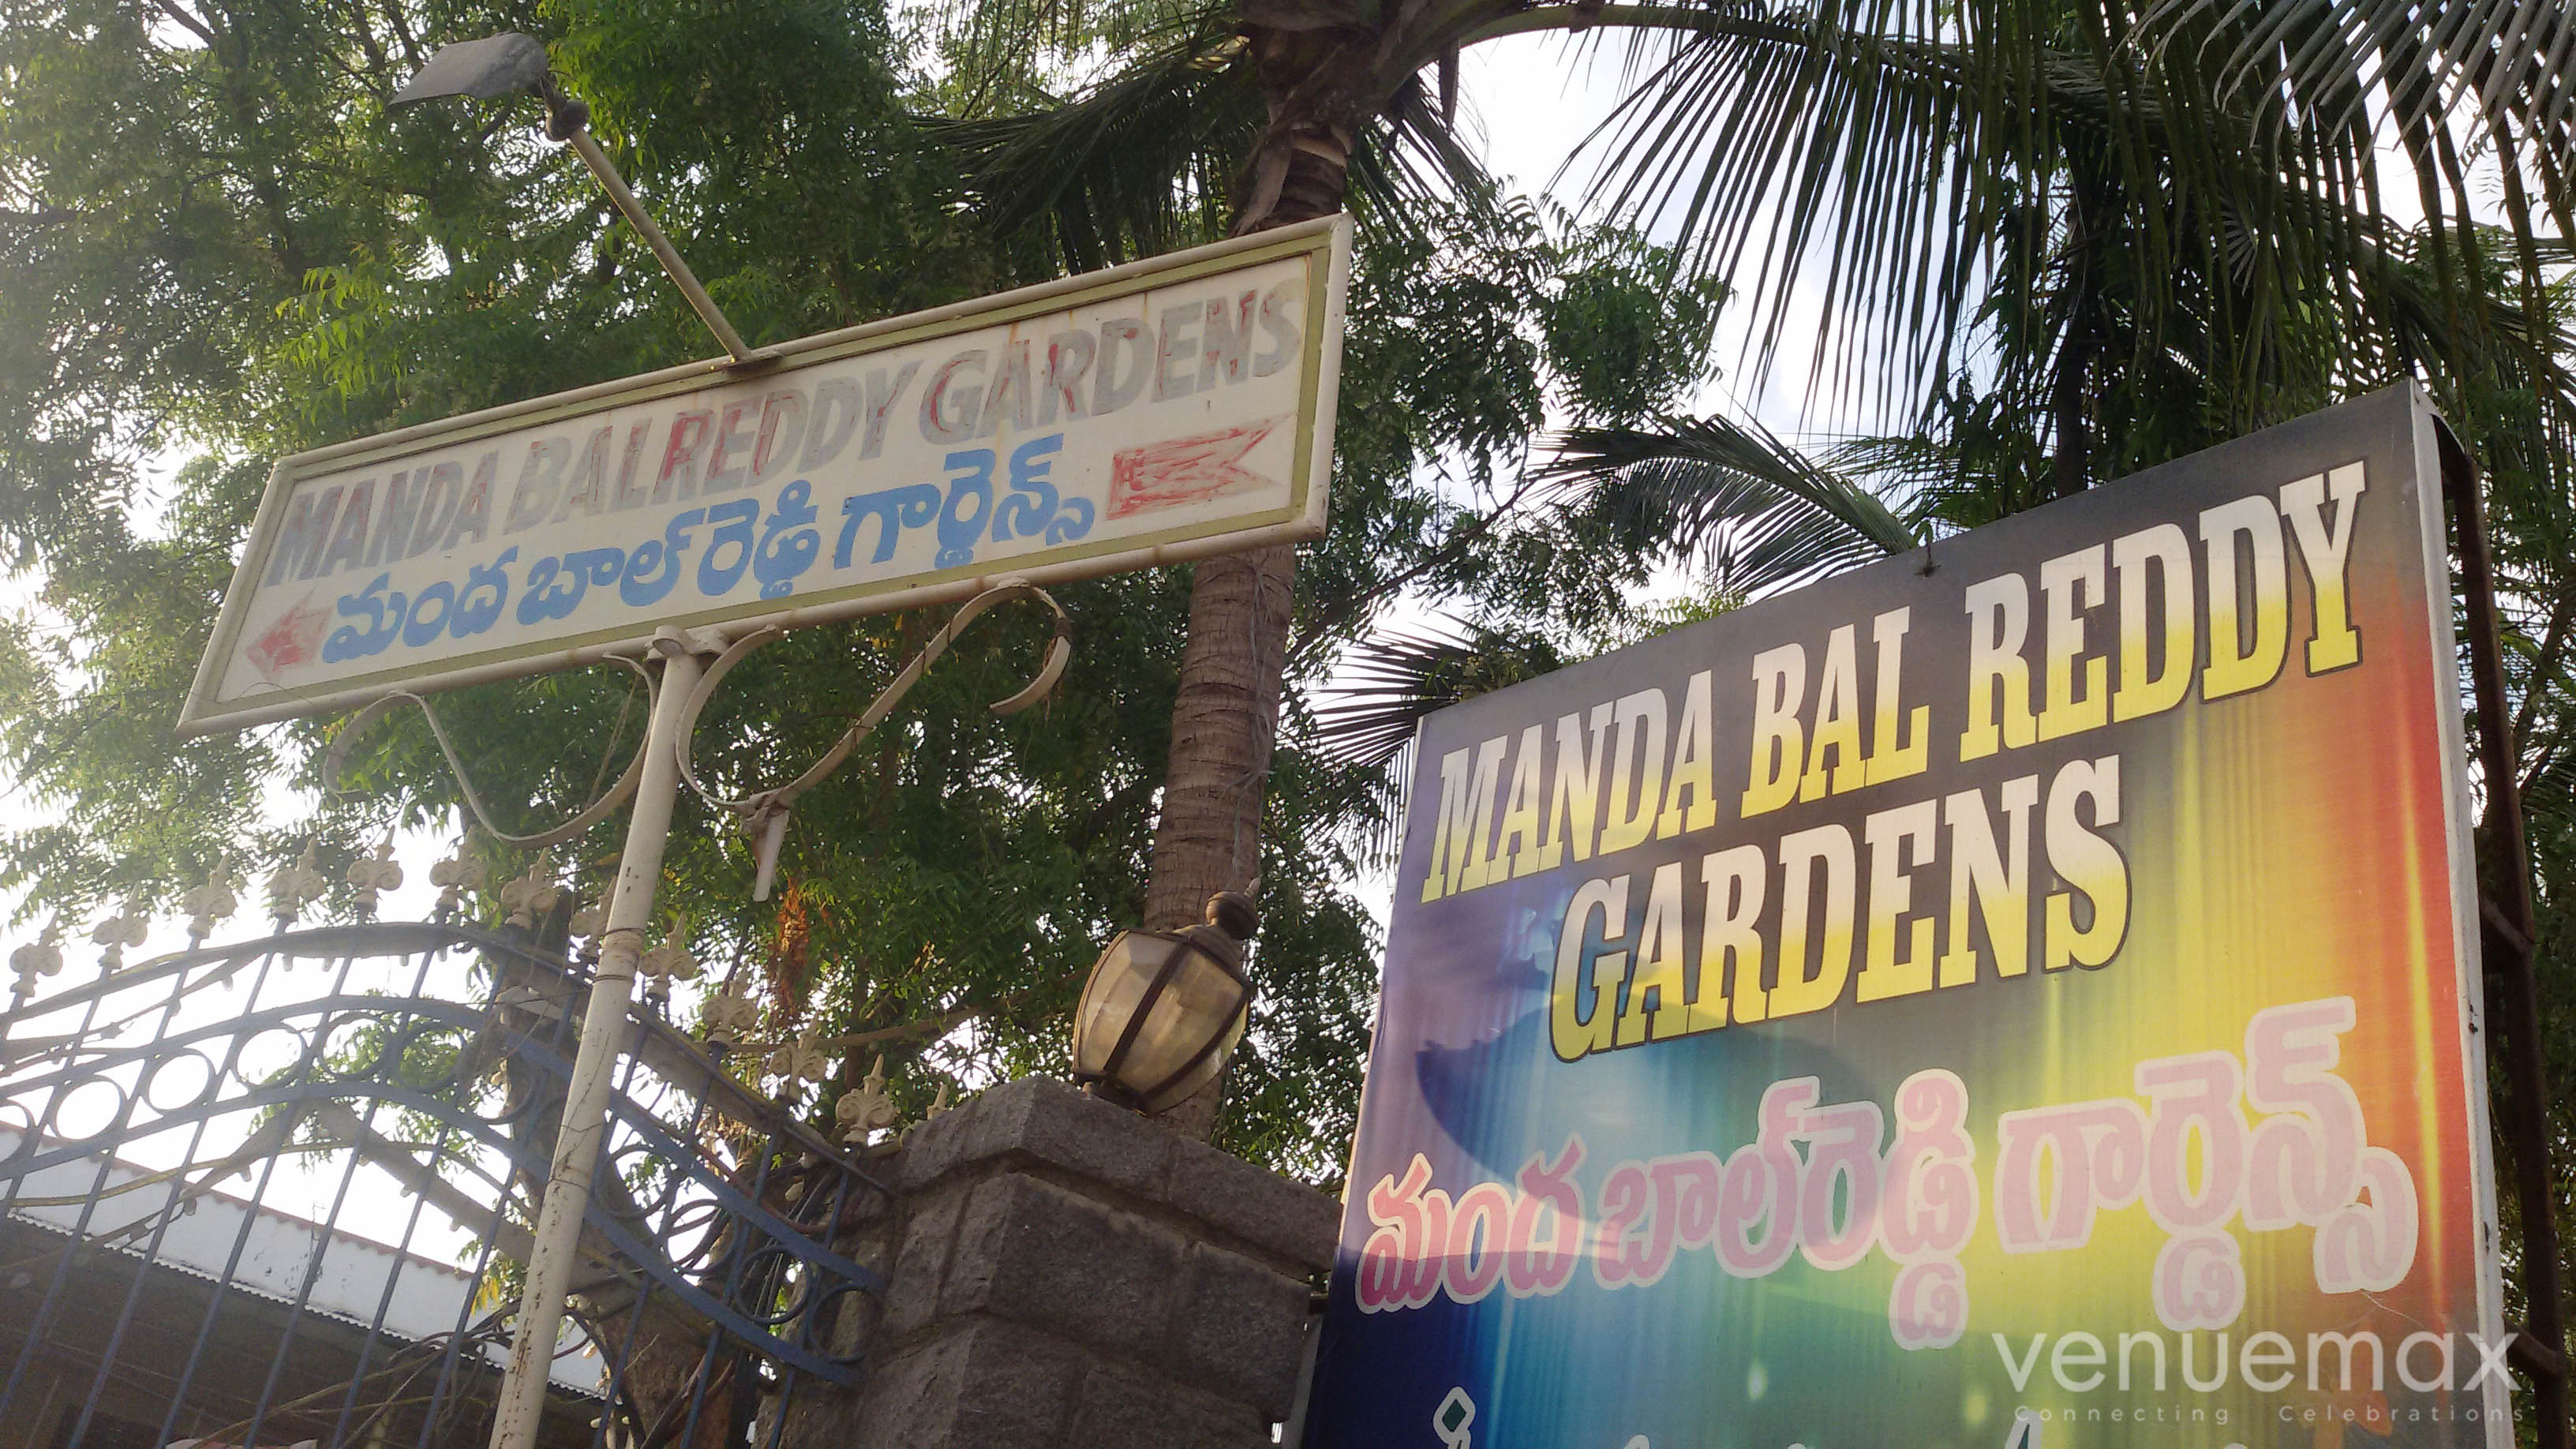 MANDA BALREDDY GARDENS
మంద బాల్‌రెడ్డి గార్డెన్స్
MANDA BAL REDDY
GARDENS
మంద బాల్‌రెడ్డి గార్డెన్స్
venuemax
Connecting Celebrations